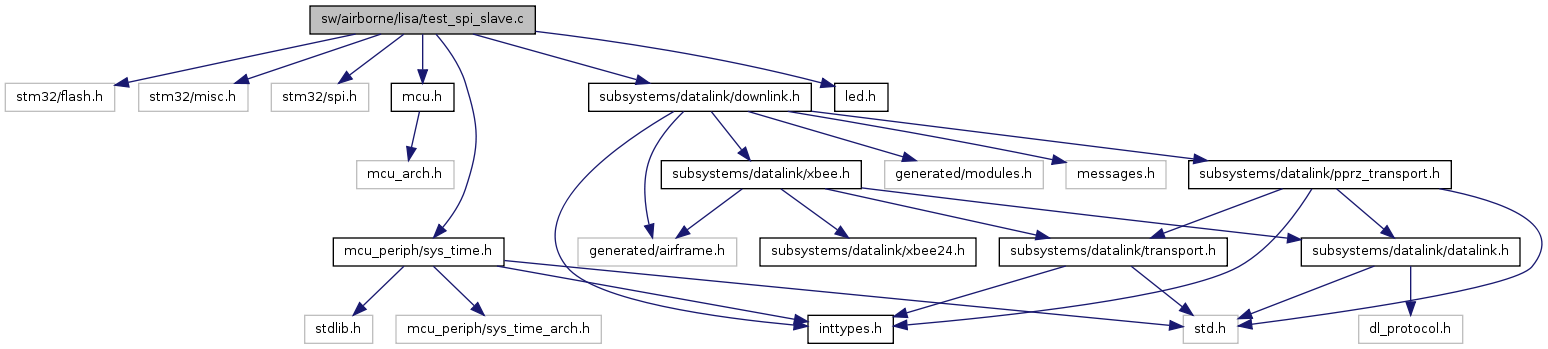 sw/airborne/lisa/test_spi_slave.c
stm32/flash.h
stm32/misc.h
stm32/spi.h
mcu.h
subsystems/datalink/downlink.h
led.h
mcu_arch.h
subsystems/datalink/xbee.h
generated/modules.h
messages.h
subsystems/datalink/pprz_transport.h
mcu_periph/sys_time.h
generated/airframe.h
subsystems/datalink/xbee24.h
subsystems/datalink/transport.h
subsystems/datalink/datalink.h
stdlib.h
mcu_periph/sys_time_arch.h
inttypes.h
std.h
dl_protocol.h